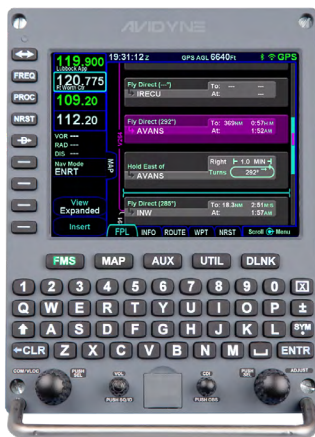 AVIDYNE
119.900
Lubbock App
120.775
Ft Worth Ctr
109.20
112.20
VOR ---
RAD ---
DIS ---
Nav Mode
ENRT
View
Expanded
Insert
19:31:12 z
GPS AGL 6640Ft
GPS
FREQ
PROC
NRST
D
MAP
V294
Fly Direct (---°)
IRECU
To: --- ---
At: ---
Fly Direct (292°)
AVANS
To: 369NM 0:57H:M
At: 1:52AM
Hold East of
AVANS
Right 1.0 MIN
Turns 292°
Fly Direct (285°)
INW
To: 18.3NM 2:51M:S
At: 1:57AM
FPL INFO ROUTE WPT NRST Scroll Menu
FMS MAP AUX UTIL DLNK
1 2 3 4 5 6 7 8 9 0 X
Q W E R T Y U I O P ±
A S D F G H J K L SYM
CLR Z X C V B N M ENTR
COM/VLOC
PUSH SEL
VOL
PUSH SQ/ID
CDI
PUSH OBS
PUSH SEL
ADJUST